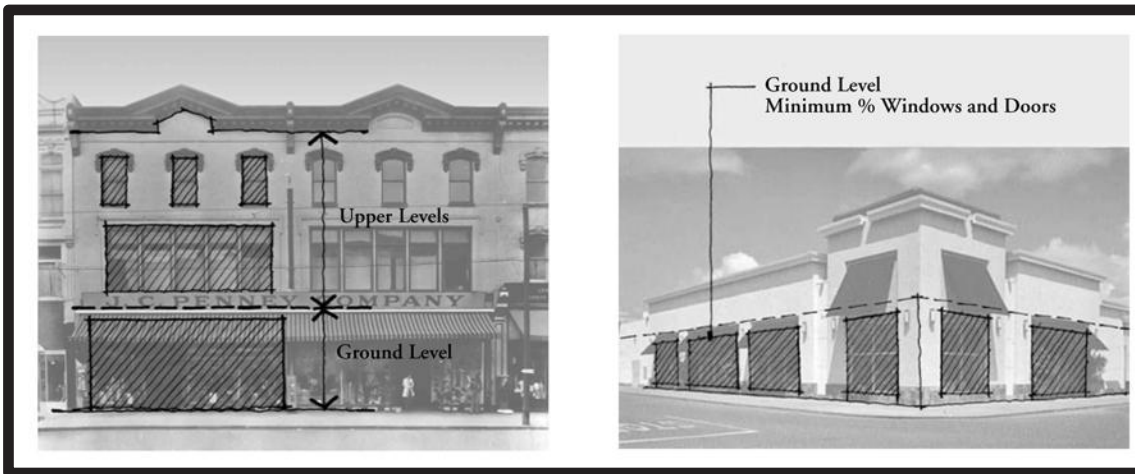 Upper Levels
J. C. PENNEY COMPANY
Ground Level
Ground Level
Minimum % Windows and Doors